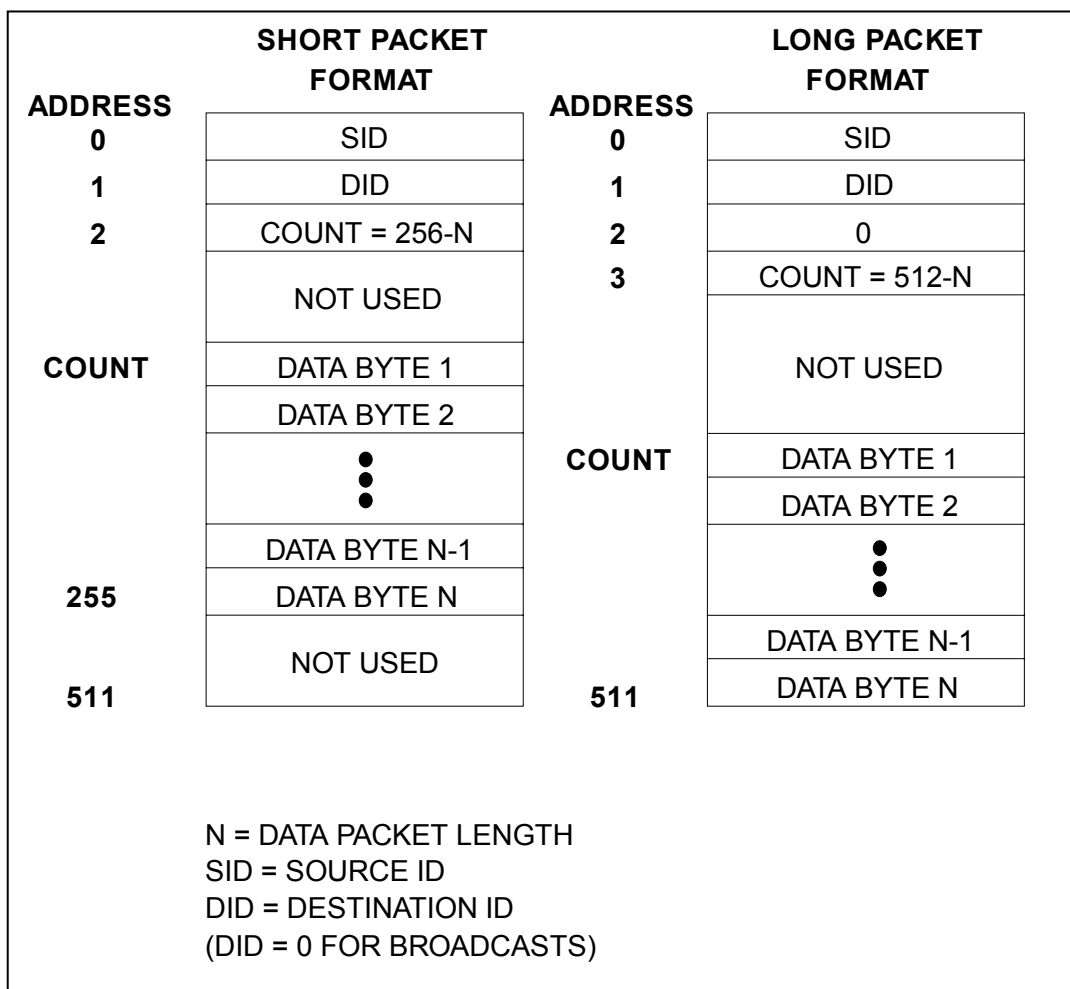 SHORT PACKET
FORMAT
ADDRESS
0 SID
1 DID
2 COUNT = 256-N
NOT USED
COUNT DATA BYTE 1
DATA BYTE 2
DATA BYTE N-1
255 DATA BYTE N
NOT USED
511
LONG PACKET
FORMAT
ADDRESS
0 SID
1 DID
2 0
3 COUNT = 512-N
NOT USED
COUNT DATA BYTE 1
DATA BYTE 2
DATA BYTE N-1
511 DATA BYTE N
N = DATA PACKET LENGTH
SID = SOURCE ID
DID = DESTINATION ID
(DID = 0 FOR BROADCASTS)